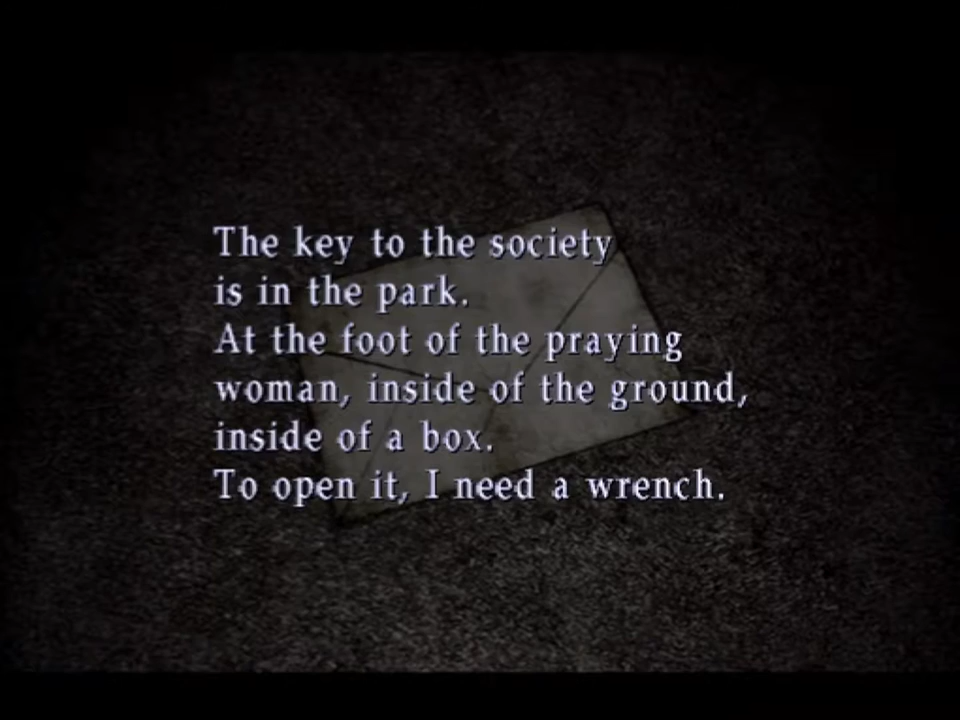 The key to the society
is in the park.
At the foot of the praying
woman, inside of the ground,
inside of a box.
To open it, I need a wrench.